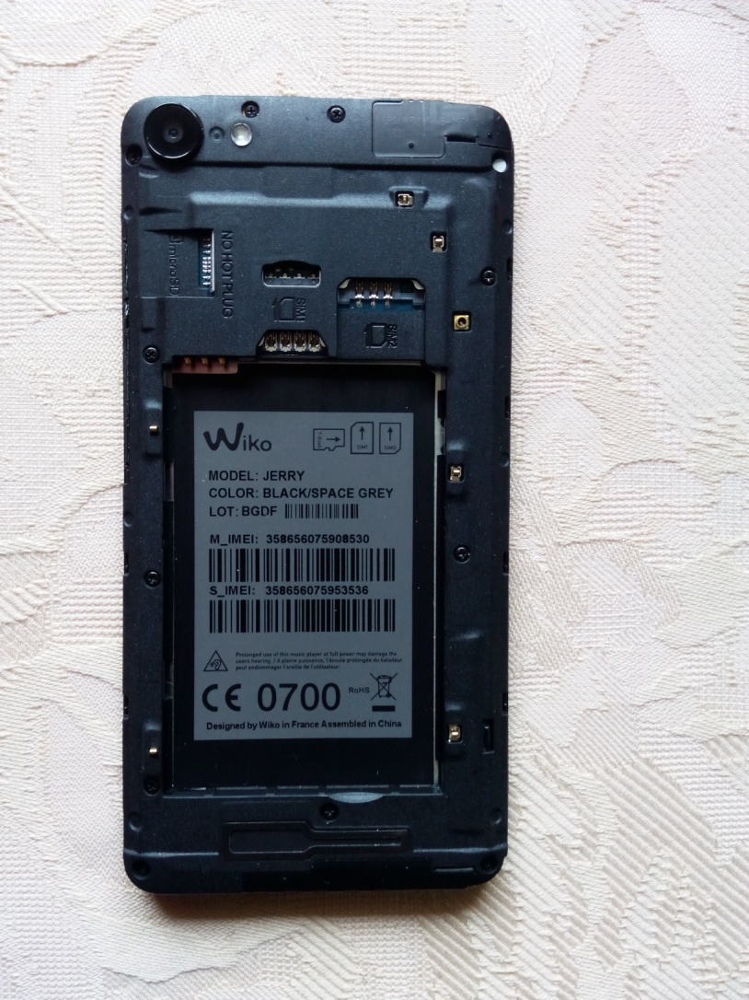 NO HOT PLUG
microSD
SIM1
SIM2
Wiko
SIM1 SIM2
MODEL: JERRY
COLOR: BLACK/SPACE GREY
LOT: BGDF
M_IMEI: 358656075908530
S_IMEI: 358656075953536
Prolonged use of this music player at full power may damage the
users hearing. / A plaine puissance, l'écoute prolongée du baladeur
peut endommager l'oreille de l'utilisateur.
CE 0700 RoHS
Designed by Wiko in France Assembled in China